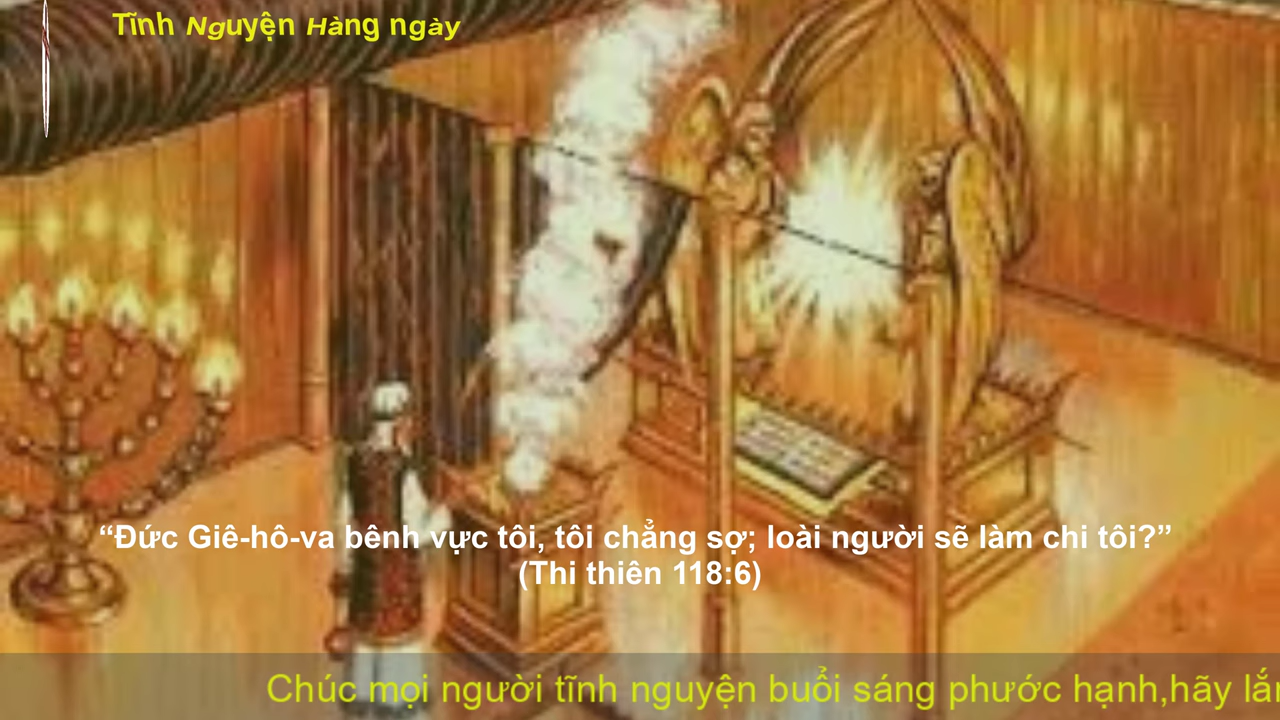 Tĩnh Nguyện Hàng ngày
“Đức Giê-hô-va bênh vực tôi, tôi chẳng sợ; loài người sẽ làm chi tôi?”
(Thi thiên 118:6)
Chúc mọi người tĩnh nguyện buổi sáng phước hạnh,hãy